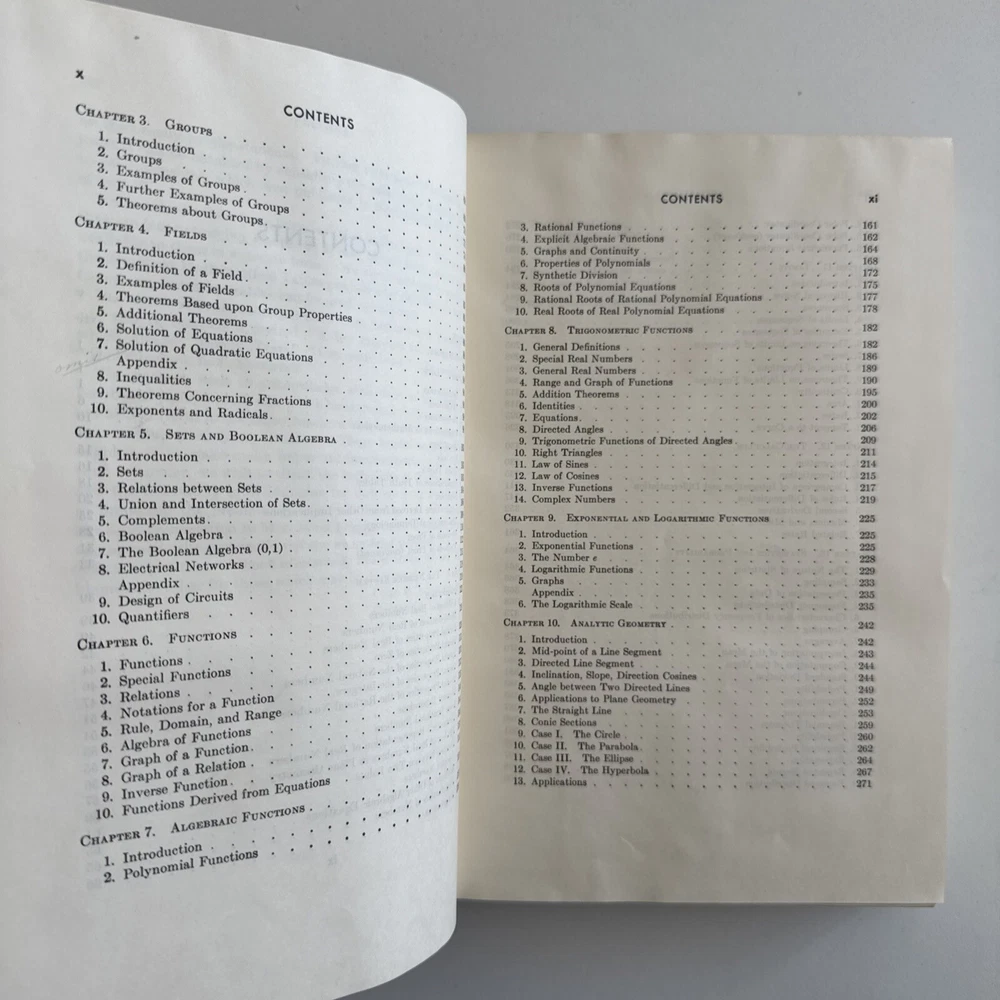 x
CONTENTS
CHAPTER 3. GROUPS
1. Introduction
2. Groups
3. Examples of Groups
4. Further Examples of Groups
5. Theorems about Groups
CHAPTER 4. FIELDS
1. Introduction
2. Definition of a Field
3. Examples of Fields
4. Theorems Based upon Group Properties
5. Additional Theorems
6. Solution of Equations
7. Solution of Quadratic Equations
Appendix
8. Inequalities
9. Theorems Concerning Fractions
10. Exponents and Radicals
CHAPTER 5. SETS AND BOOLEAN ALGEBRA
1. Introduction
2. Sets
3. Relations between Sets
4. Union and Intersection of Sets
5. Complements
6. Boolean Algebra
7. The Boolean Algebra (0,1)
8. Electrical Networks
Appendix
9. Design of Circuits
10. Quantifiers
CHAPTER 6. FUNCTIONS
1. Functions
2. Special Functions
3. Relations
4. Notations for a Function
5. Rule, Domain, and Range
6. Algebra of Functions
7. Graph of a Function
8. Graph of a Relation
9. Inverse Function
10. Functions Derived from Equations
CHAPTER 7. ALGEBRAIC FUNCTIONS
1. Introduction
2. Polynomial Functions
CONTENTS xi
3. Rational Functions 161
4. Explicit Algebraic Functions 162
5. Graphs and Continuity 164
6. Properties of Polynomials 168
7. Synthetic Division 172
8. Roots of Polynomial Equations 175
9. Rational Roots of Rational Polynomial Equations 177
10. Real Roots of Real Polynomial Equations 178
CHAPTER 8. TRIGONOMETRIC FUNCTIONS 182
1. General Definitions 182
2. Special Real Numbers 186
3. General Real Numbers 189
4. Range and Graph of Functions 190
5. Addition Theorems 195
6. Identities 200
7. Equations 202
8. Directed Angles 206
9. Trigonometric Functions of Directed Angles 209
10. Right Triangles 211
11. Law of Sines 214
12. Law of Cosines 215
13. Inverse Functions 217
14. Complex Numbers 219
CHAPTER 9. EXPONENTIAL AND LOGARITHMIC FUNCTIONS 225
1. Introduction 225
2. Exponential Functions 225
3. The Number e 228
4. Logarithmic Functions 229
5. Graphs 233
Appendix 235
6. The Logarithmic Scale 235
CHAPTER 10. ANALYTIC GEOMETRY 242
1. Introduction 242
2. Mid-point of a Line Segment 243
3. Directed Line Segment 244
4. Inclination, Slope, Direction Cosines 244
5. Angle between Two Directed Lines 249
6. Applications to Plane Geometry 252
7. The Straight Line 253
8. Conic Sections 259
9. Case I. The Circle 260
10. Case II. The Parabola 262
11. Case III. The Ellipse 264
12. Case IV. The Hyperbola 267
13. Applications 271